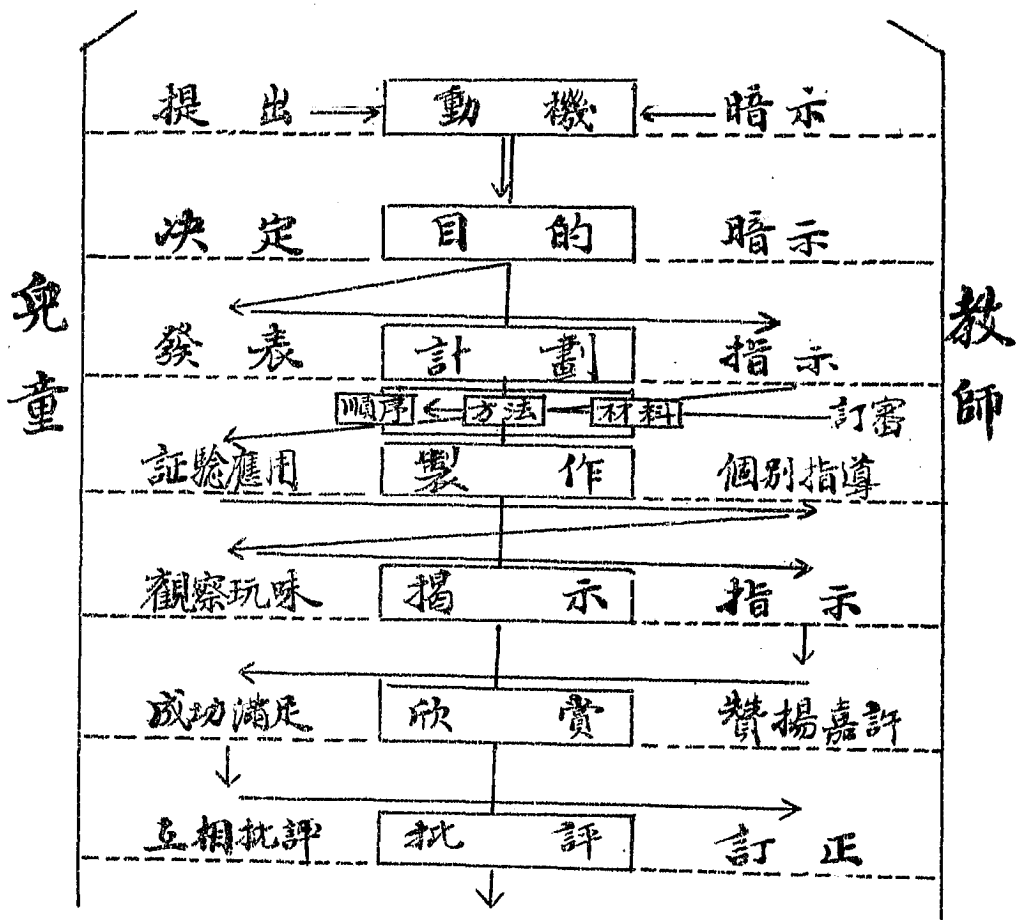 提出 動機 暗示
決定 目的 暗示
發表 計劃 指示
順序 方法 材料 訂審
証驗應用 製作 個別指導
觀察玩味 揭示 指示
成功滿足 欣賞 贊揚嘉許
互相批評 批評 訂正
兒童
教師